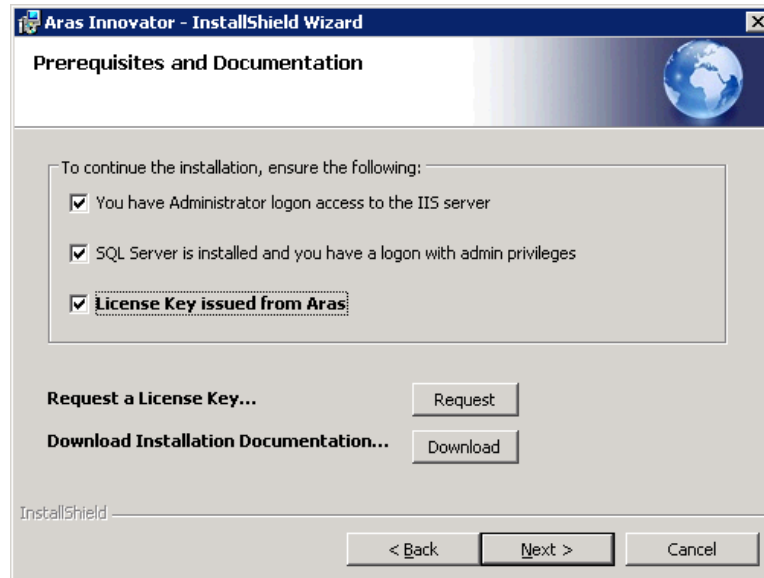 Aras Innovator - InstallShield Wizard
Prerequisites and Documentation
To continue the installation, ensure the following:
You have Administrator logon access to the IIS server
SQL Server is installed and you have a logon with admin privileges
License Key issued from Aras
Request a License Key... Request
Download Installation Documentation... Download
InstallShield
< Back Next > Cancel